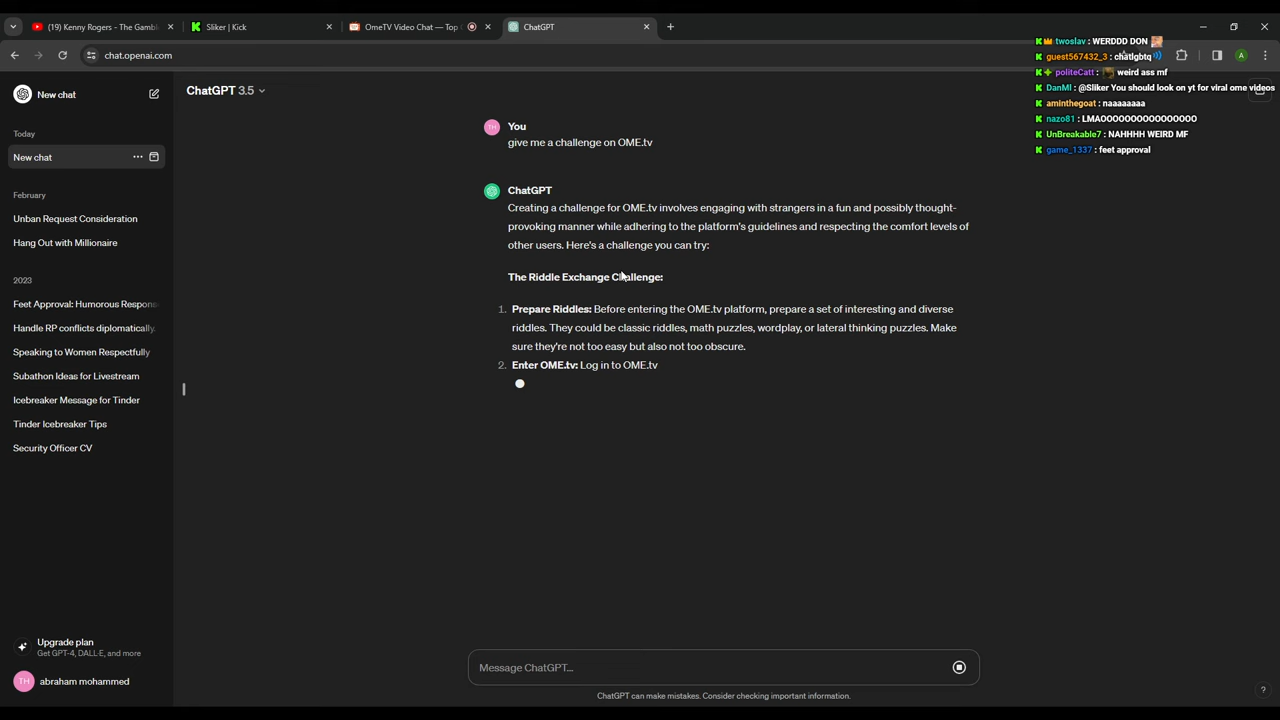 (19) Kenny Rogers - The Gambl
Sliker | Kick
OmeTV Video Chat — Top
ChatGPT
chat.openai.com
New chat
Today
New chat
February
Unban Request Consideration
Hang Out with Millionaire
2023
Feet Approval: Humorous Respons
Handle RP conflicts diplomatically.
Speaking to Women Respectfully
Subathon Ideas for Livestream
Icebreaker Message for Tinder
Tinder Icebreaker Tips
Security Officer CV
Upgrade plan
Get GPT-4, DALL·E, and more
TH abraham mohammed
ChatGPT 3.5
TH You
give me a challenge on OME.tv
ChatGPT
Creating a challenge for OME.tv involves engaging with strangers in a fun and possibly thought-
provoking manner while adhering to the platform's guidelines and respecting the comfort levels of
other users. Here's a challenge you can try:
The Riddle Exchange Challenge:
1. Prepare Riddles: Before entering the OME.tv platform, prepare a set of interesting and diverse
riddles. They could be classic riddles, math puzzles, wordplay, or lateral thinking puzzles. Make
sure they're not too easy but also not too obscure.
2. Enter OME.tv: Log in to OME.tv
Message ChatGPT...
ChatGPT can make mistakes. Consider checking important information.
?
A
twoslav : WERDDD DON
guest567432_3 : chatlgbtq
politeCatt : weird ass mf
DanMl : @Sliker You should look on yt for viral ome videos
aminthegoat : naaaaaaa
nazo81 : LMAOOOOOOOOOOOOOOOO
UnBreakable7 : NAHHHH WEIRD MF
game_1337 : feet approval